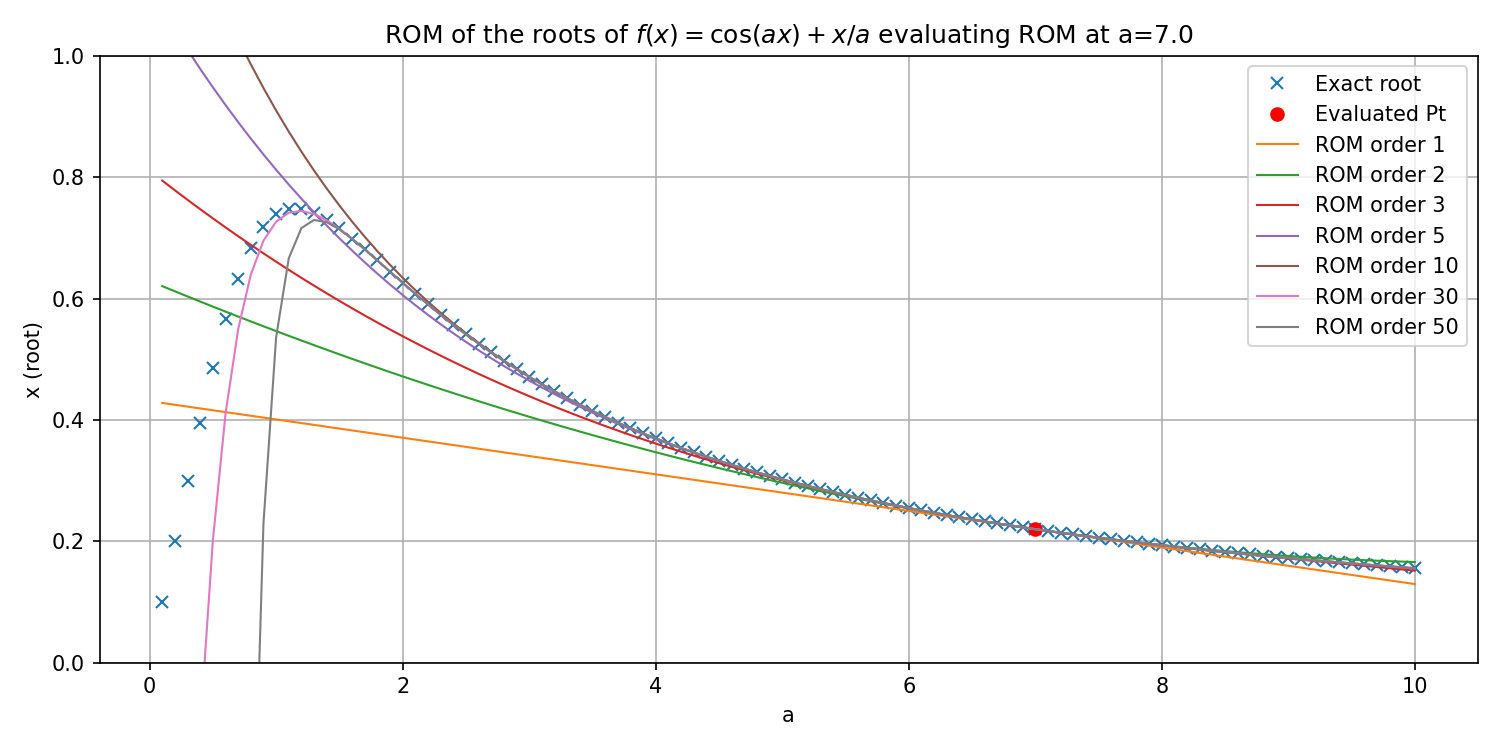 ROM of the roots of f(x) = cos(ax) + x/a evaluating ROM at a=7.0
1.0
0.8
0.6
0.4
0.2
0.0
x (root)
0 2 4 6 8 10
a
Exact root
Evaluated Pt
ROM order 1
ROM order 2
ROM order 3
ROM order 5
ROM order 10
ROM order 30
ROM order 50